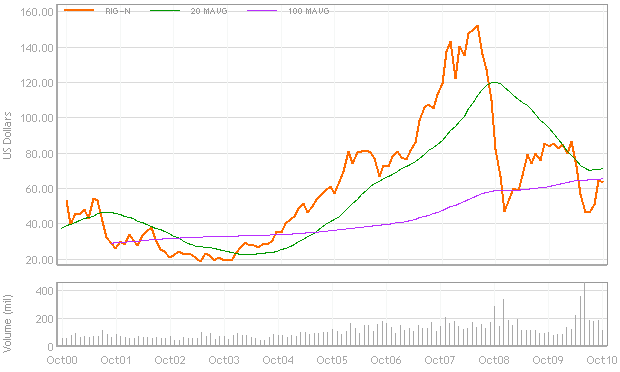 RIG-N 20 MAVG 100 MAVG
160.00
140.00
120.00
100.00
80.00
60.00
40.00
20.00
US Dollars
400
200
0
Volume (mil)
Oct00 Oct01 Oct02 Oct03 Oct04 Oct05 Oct06 Oct07 Oct08 Oct09 Oct10